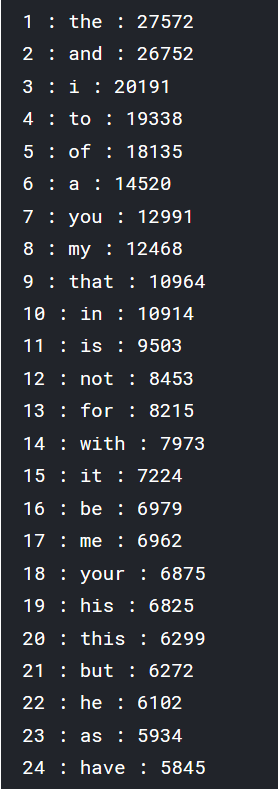 1 : the : 27572
2 : and : 26752
3 : i : 20191
4 : to : 19338
5 : of : 18135
6 : a : 14520
7 : you : 12991
8 : my : 12468
9 : that : 10964
10 : in : 10914
11 : is : 9503
12 : not : 8453
13 : for : 8215
14 : with : 7973
15 : it : 7224
16 : be : 6979
17 : me : 6962
18 : your : 6875
19 : his : 6825
20 : this : 6299
21 : but : 6272
22 : he : 6102
23 : as : 5934
24 : have : 5845